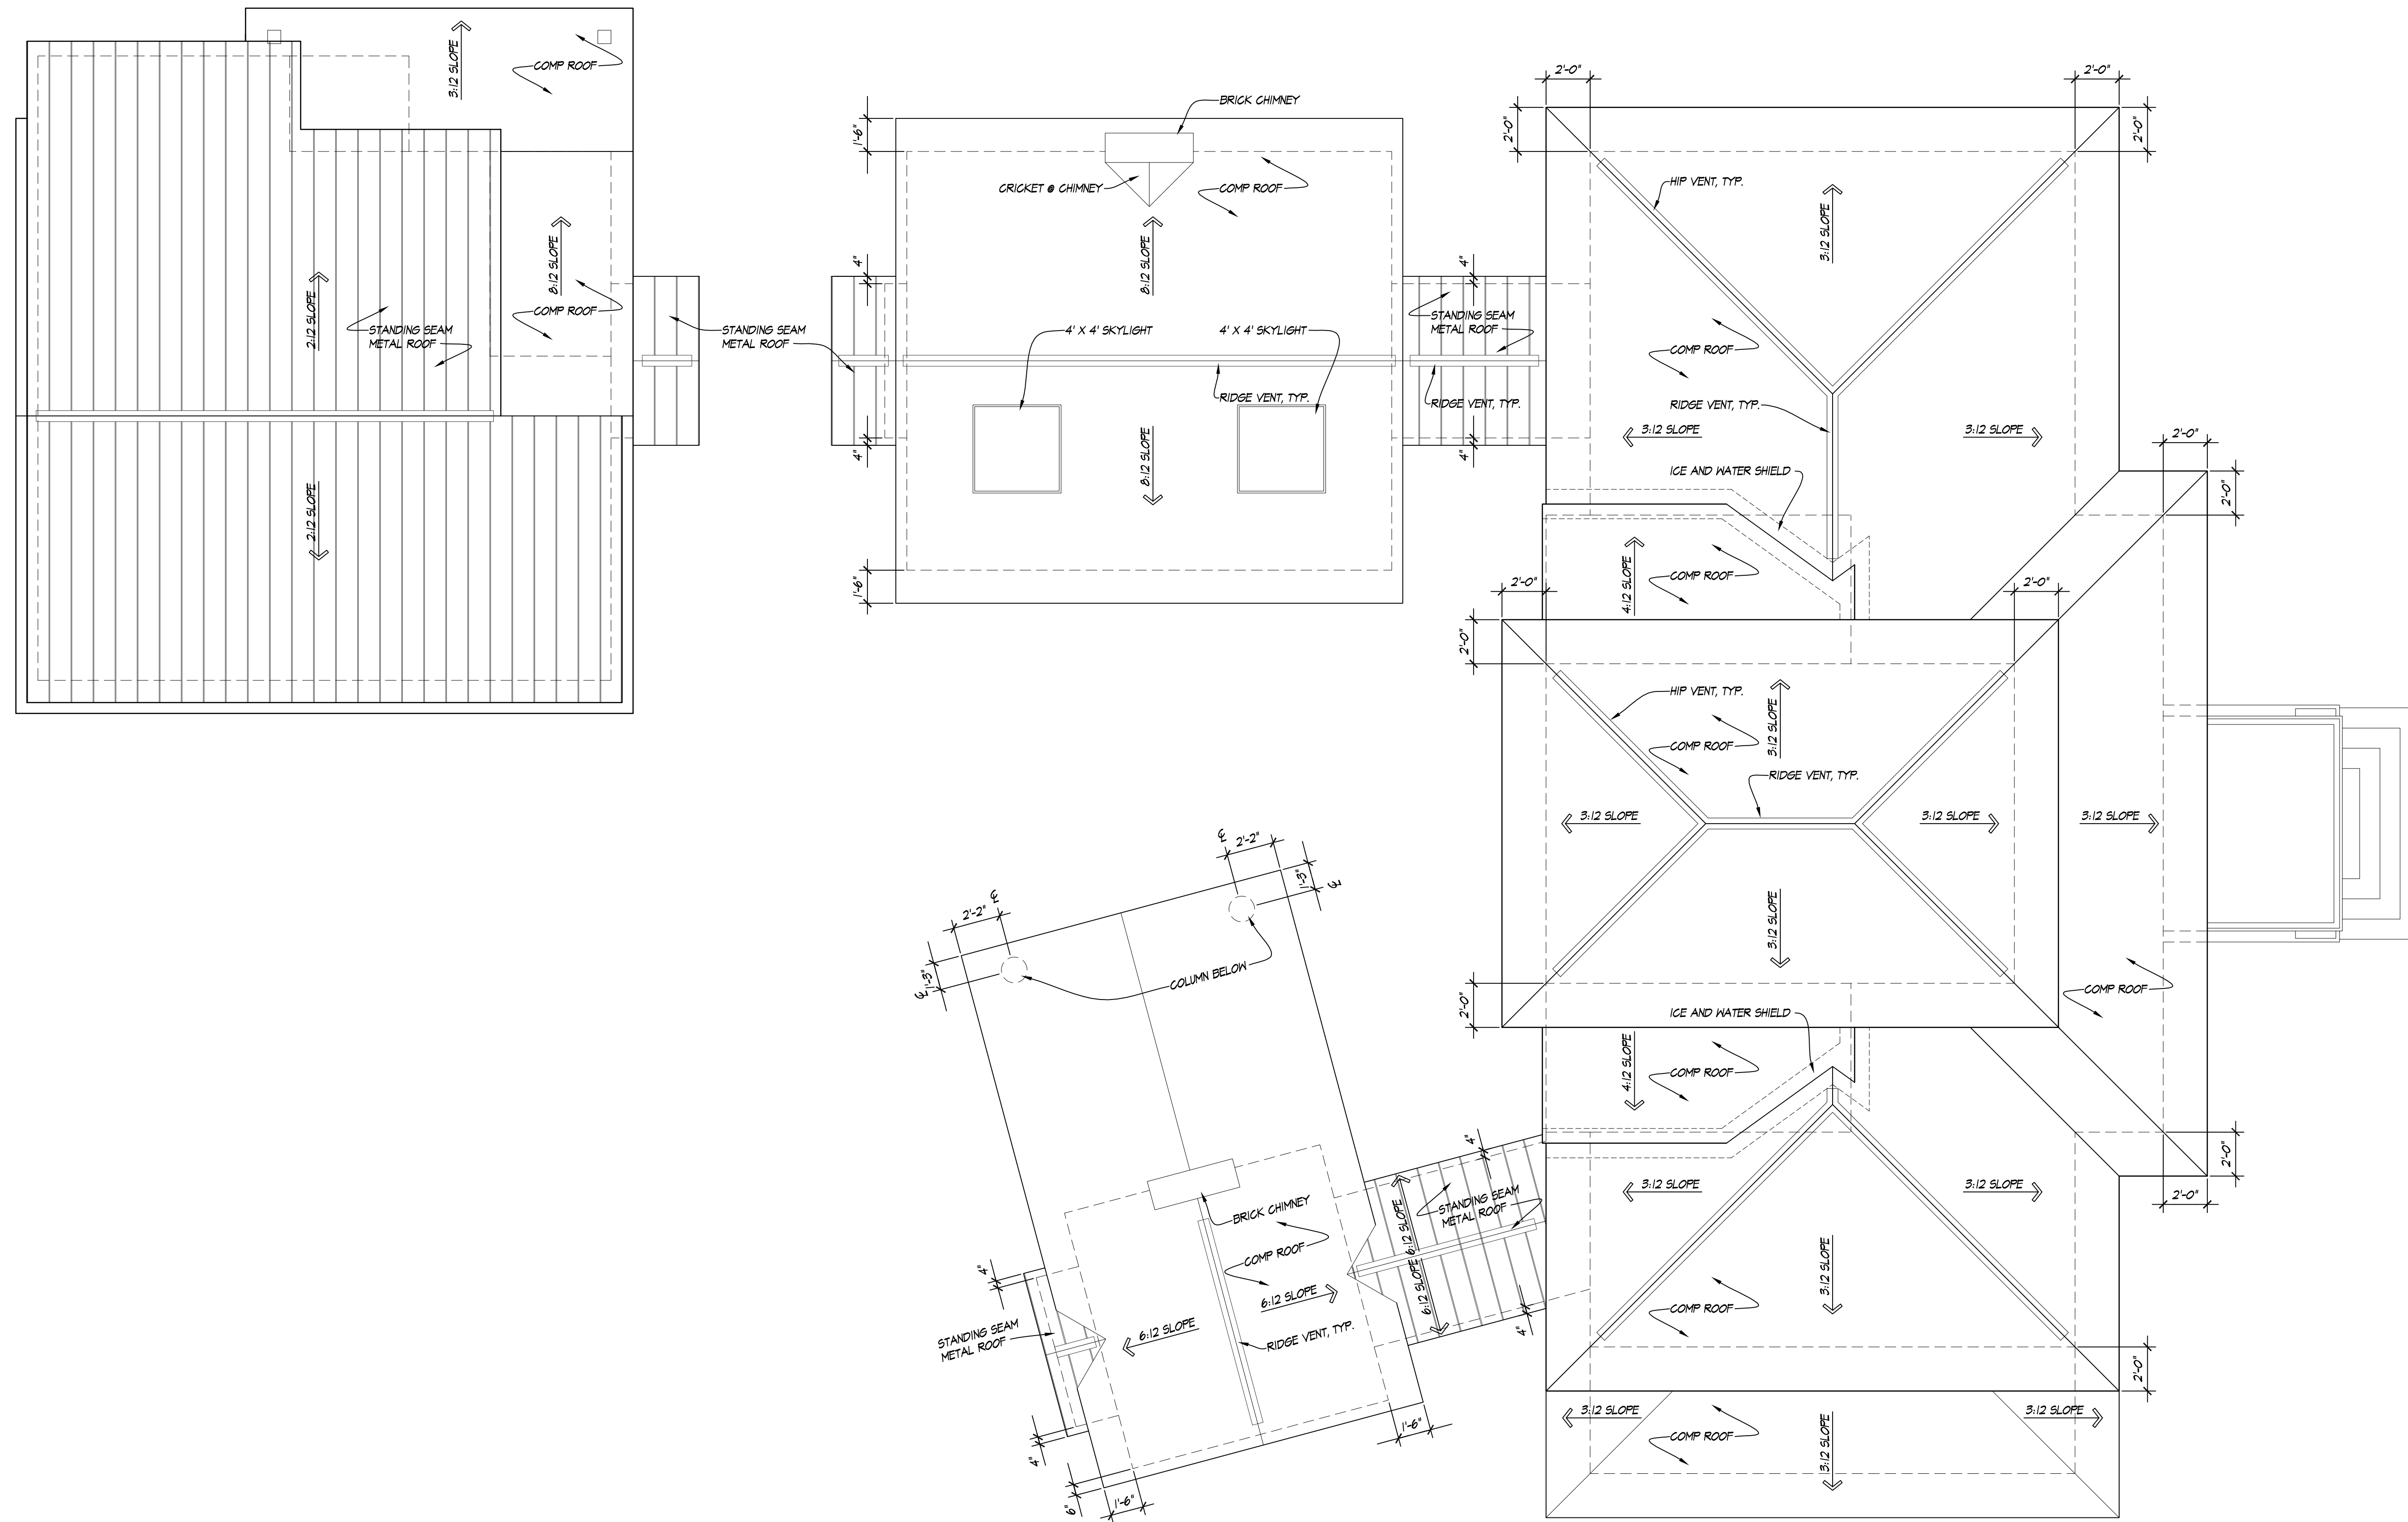 3:12 SLOPE
COMP ROOF
2:12 SLOPE
8:12 SLOPE
COMP ROOF
STANDING SEAM
METAL ROOF
2:12 SLOPE
STANDING SEAM
METAL ROOF
1'-6"
BRICK CHIMNEY
CRICKET @ CHIMNEY
COMP ROOF
8:12 SLOPE
4"
4"
4' X 4' SKYLIGHT
4' X 4' SKYLIGHT
RIDGE VENT, TYP.
8:12 SLOPE
4"
4"
1'-6"
STANDING SEAM
METAL ROOF
RIDGE VENT, TYP.
2'-0"
2'-0"
2'-0"
2'-0"
HIP VENT, TYP.
3:12 SLOPE
COMP ROOF
RIDGE VENT, TYP.
3:12 SLOPE
3:12 SLOPE
2'-0"
2'-0"
ICE AND WATER SHIELD
4:12 SLOPE
COMP ROOF
2'-0"
2'-0"
2'-0"
HIP VENT, TYP.
3:12 SLOPE
COMP ROOF
RIDGE VENT, TYP.
3:12 SLOPE
3:12 SLOPE
3:12 SLOPE
3:12 SLOPE
COMP ROOF
2'-0"
ICE AND WATER SHIELD
4:12 SLOPE
COMP ROOF
2'-0"
2'-0"
3:12 SLOPE
3:12 SLOPE
3:12 SLOPE
COMP ROOF
2'-0"
3:12 SLOPE
3:12 SLOPE
COMP ROOF
3:12 SLOPE
℄
2'-2"
1'-3"
℄
℄
2'-2"
1'-3"
℄
COLUMN BELOW
BRICK CHIMNEY
COMP ROOF
6:12 SLOPE
6:12 SLOPE
RIDGE VENT, TYP.
4"
STANDING SEAM
METAL ROOF
6:12 SLOPE
6:12 SLOPE
4"
4"
STANDING SEAM
METAL ROOF
4"
6"
1'-6"
1'-6"